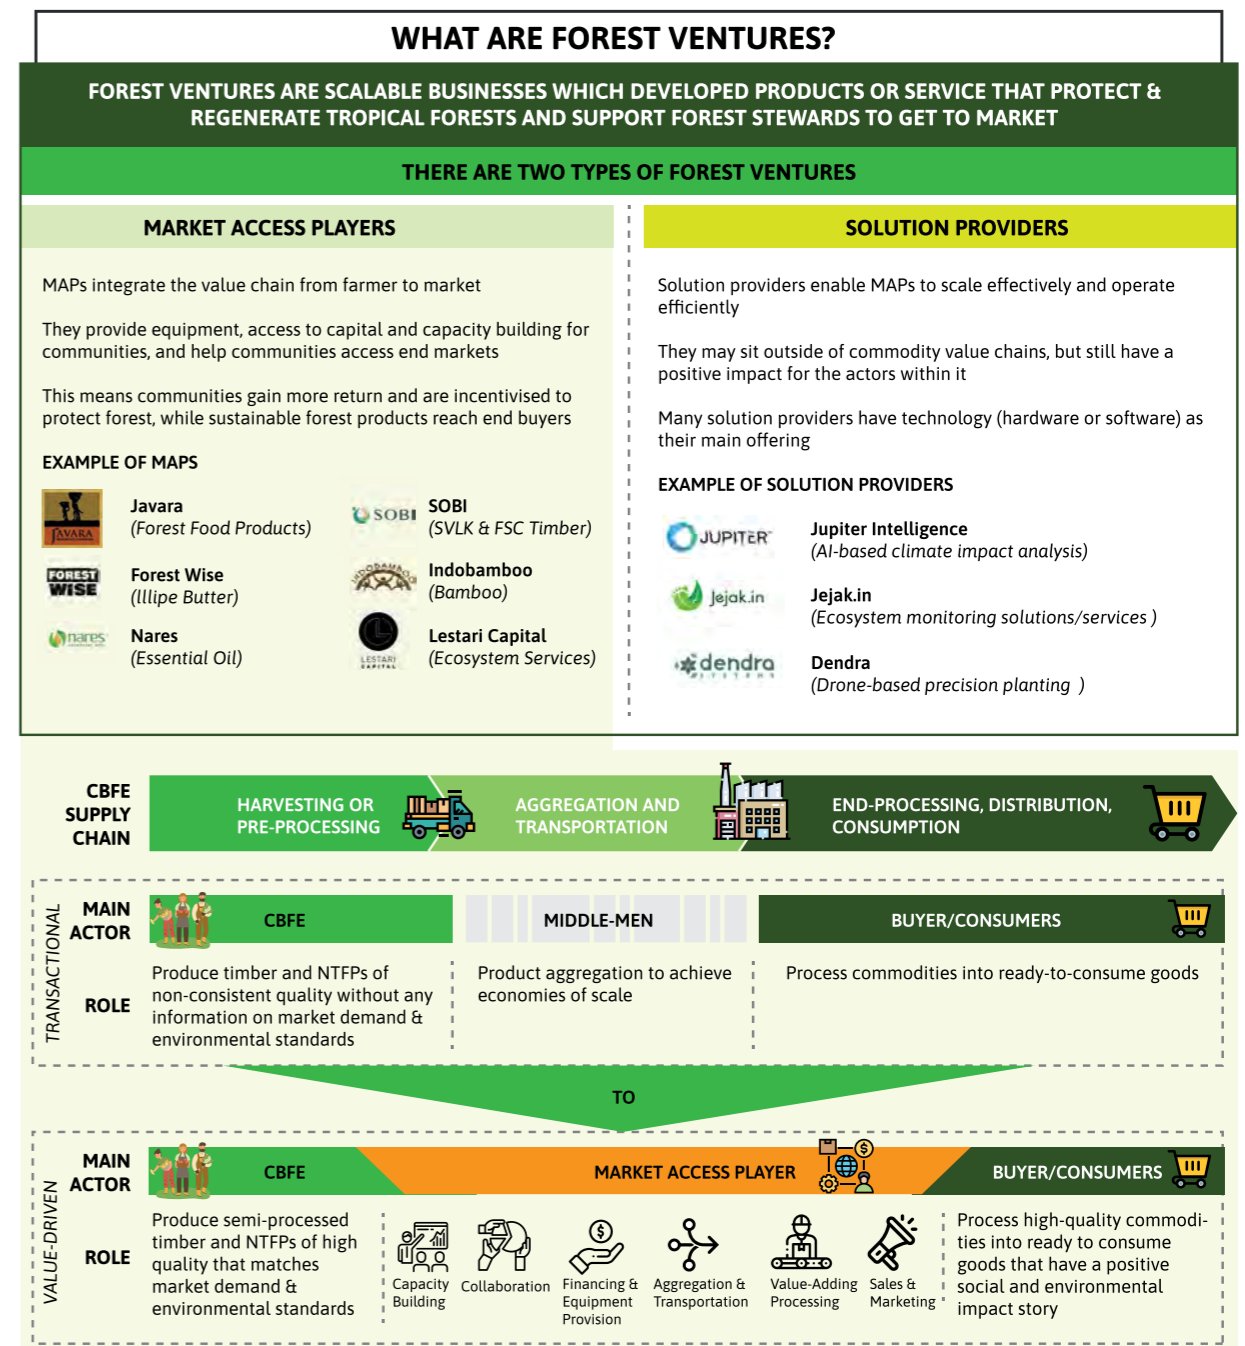 WHAT ARE FOREST VENTURES?
FOREST VENTURES ARE SCALABLE BUSINESSES WHICH DEVELOPED PRODUCTS OR SERVICE THAT PROTECT &
REGENERATE TROPICAL FORESTS AND SUPPORT FOREST STEWARDS TO GET TO MARKET
THERE ARE TWO TYPES OF FOREST VENTURES
MARKET ACCESS PLAYERS
MAPs integrate the value chain from farmer to market
They provide equipment, access to capital and capacity building for
communities, and help communities access end markets
This means communities gain more return and are incentivised to
protect forest, while sustainable forest products reach end buyers
EXAMPLE OF MAPS
JAVARA
Javara
(Forest Food Products)
FOREST
WISE
Forest Wise
(Illipe Butter)
nares
Nares
(Essential Oil)
SOBI
SOBI
(SVLK & FSC Timber)
INDOBAMBOO
Indobamboo
(Bamboo)
LESTARI
CAPITAL
Lestari Capital
(Ecosystem Services)
SOLUTION PROVIDERS
Solution providers enable MAPs to scale effectively and operate
efficiently
They may sit outside of commodity value chains, but still have a
positive impact for the actors within it
Many solution providers have technology (hardware or software) as
their main offering
EXAMPLE OF SOLUTION PROVIDERS
JUPITER
Jupiter Intelligence
(AI-based climate impact analysis)
Jejak.in
Jejak.in
(Ecosystem monitoring solutions/services )
dendra
SYSTEMS
Dendra
(Drone-based precision planting )
CBFE
SUPPLY
CHAIN
HARVESTING OR
PRE-PROCESSING
AGGREGATION AND
TRANSPORTATION
END-PROCESSING, DISTRIBUTION,
CONSUMPTION
TRANSACTIONAL
MAIN
ACTOR
CBFE
MIDDLE-MEN
BUYER/CONSUMERS
ROLE
Produce timber and NTFPs of
non-consistent quality without any
information on market demand &
environmental standards
Product aggregation to achieve
economies of scale
Process commodities into ready-to-consume goods
TO
VALUE-DRIVEN
MAIN
ACTOR
CBFE
MARKET ACCESS PLAYER
BUYER/CONSUMERS
ROLE
Produce semi-processed
timber and NTFPs of high
quality that matches
market demand &
environmental standards
Capacity
Building
Collaboration
Financing &
Equipment
Provision
Aggregation &
Transportation
Value-Adding
Processing
Sales &
Marketing
Process high-quality commodi-
ties into ready to consume
goods that have a positive
social and environmental
impact story